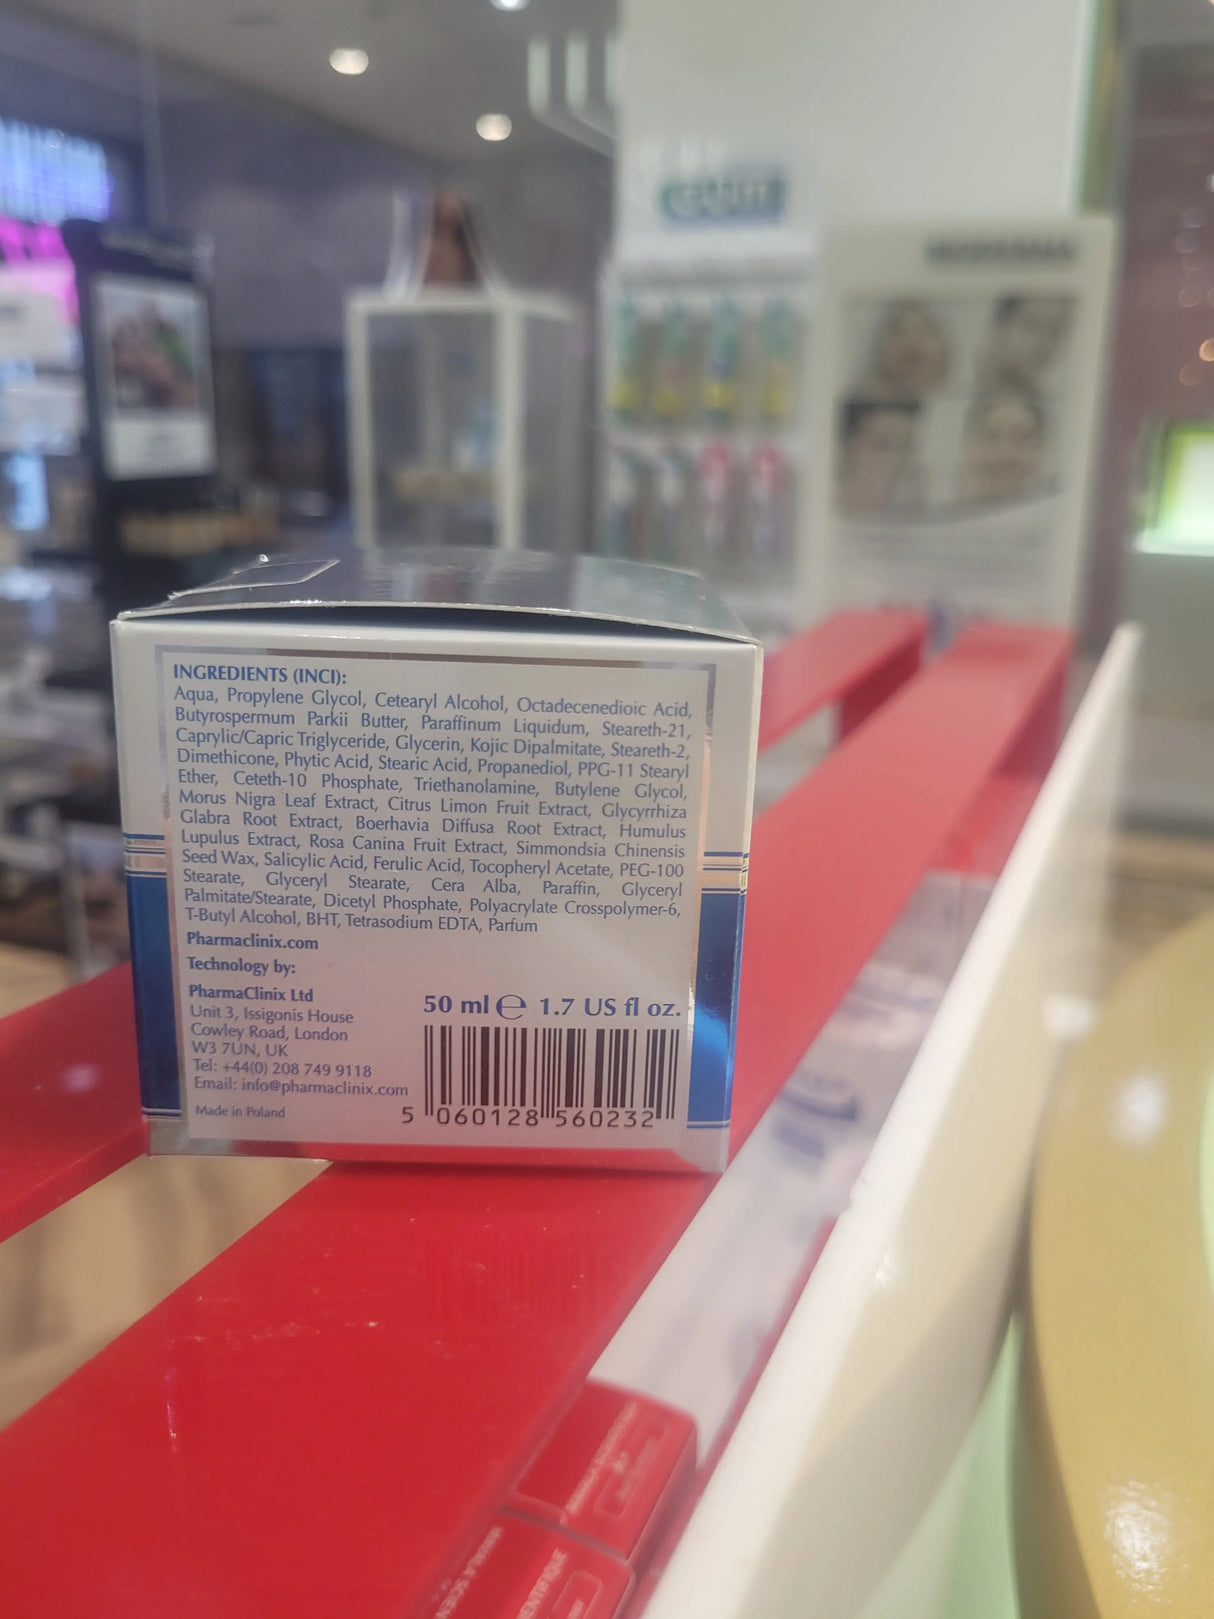 INGREDIENTS (INCI):
Aqua, Propylene Glycol, Cetearyl Alcohol, Octadecenedioic Acid,
Butyrospermum Parkii Butter, Paraffinum Liquidum, Steareth-21,
Caprylic/Capric Triglyceride, Glycerin, Kojic Dipalmitate, Steareth-2,
Dimethicone, Phytic Acid, Stearic Acid, Propanediol, PPG-11 Stearyl
Ether, Ceteth-10 Phosphate, Triethanolamine, Butylene Glycol,
Morus Nigra Leaf Extract, Citrus Limon Fruit Extract, Glycyrrhiza
Glabra Root Extract, Boerhavia Diffusa Root Extract, Humulus
Lupulus Extract, Rosa Canina Fruit Extract, Simmondsia Chinensis
Seed Wax, Salicylic Acid, Ferulic Acid, Tocopheryl Acetate, PEG-100
Stearate, Glyceryl Stearate, Cera Alba, Paraffin, Glyceryl
Palmitate/Stearate, Dicetyl Phosphate, Polyacrylate Crosspolymer-6,
T-Butyl Alcohol, BHT, Tetrasodium EDTA, Parfum
Pharmaclinix.com
Technology by:
PharmaClinix Ltd
Unit 3, Issigonis House
Cowley Road, London
W3 7UN, UK
Tel: +44(0) 208 749 9118
Email: info@pharmaclinix.com
Made in Poland
50 ml ℮ 1.7 US fl oz.
5 060128 560232